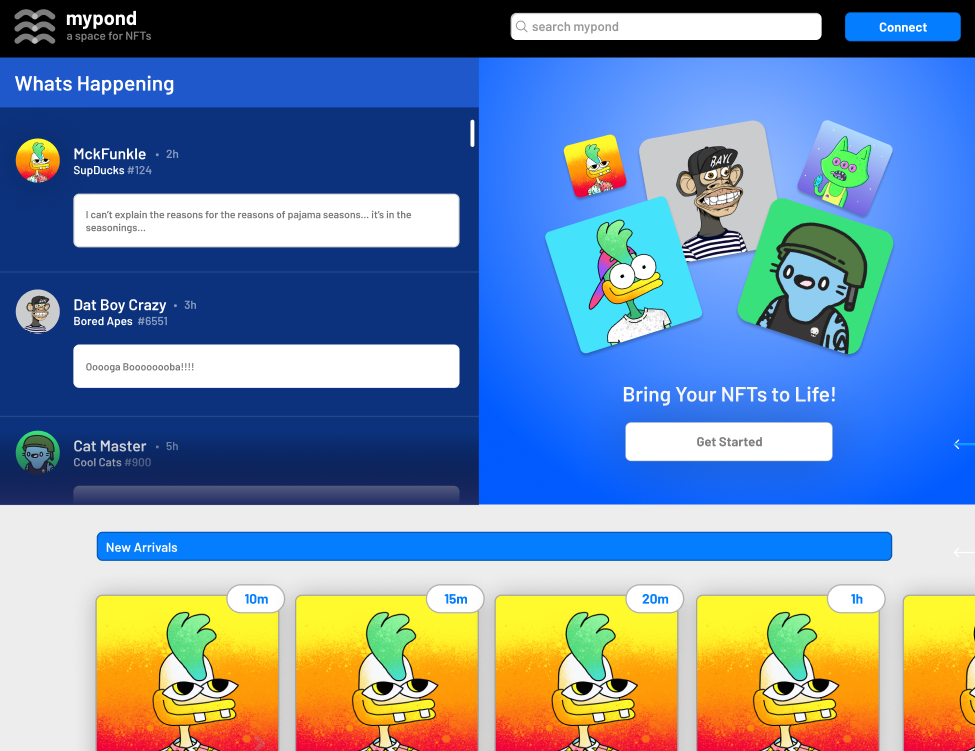 mypond
a space for NFTs
search mypond
Connect
Whats Happening
MckFunkle • 2h
SupDucks #124
I can't explain the reasons for the reasons of pajama seasons... it's in the
seasonings...
Dat Boy Crazy • 3h
Bored Apes #6551
Ooooga Boooooooba!!!!
Cat Master • 5h
Cool Cats #900
BAYC
Bring Your NFTs to Life!
Get Started
New Arrivals
10m
15m
20m
1h